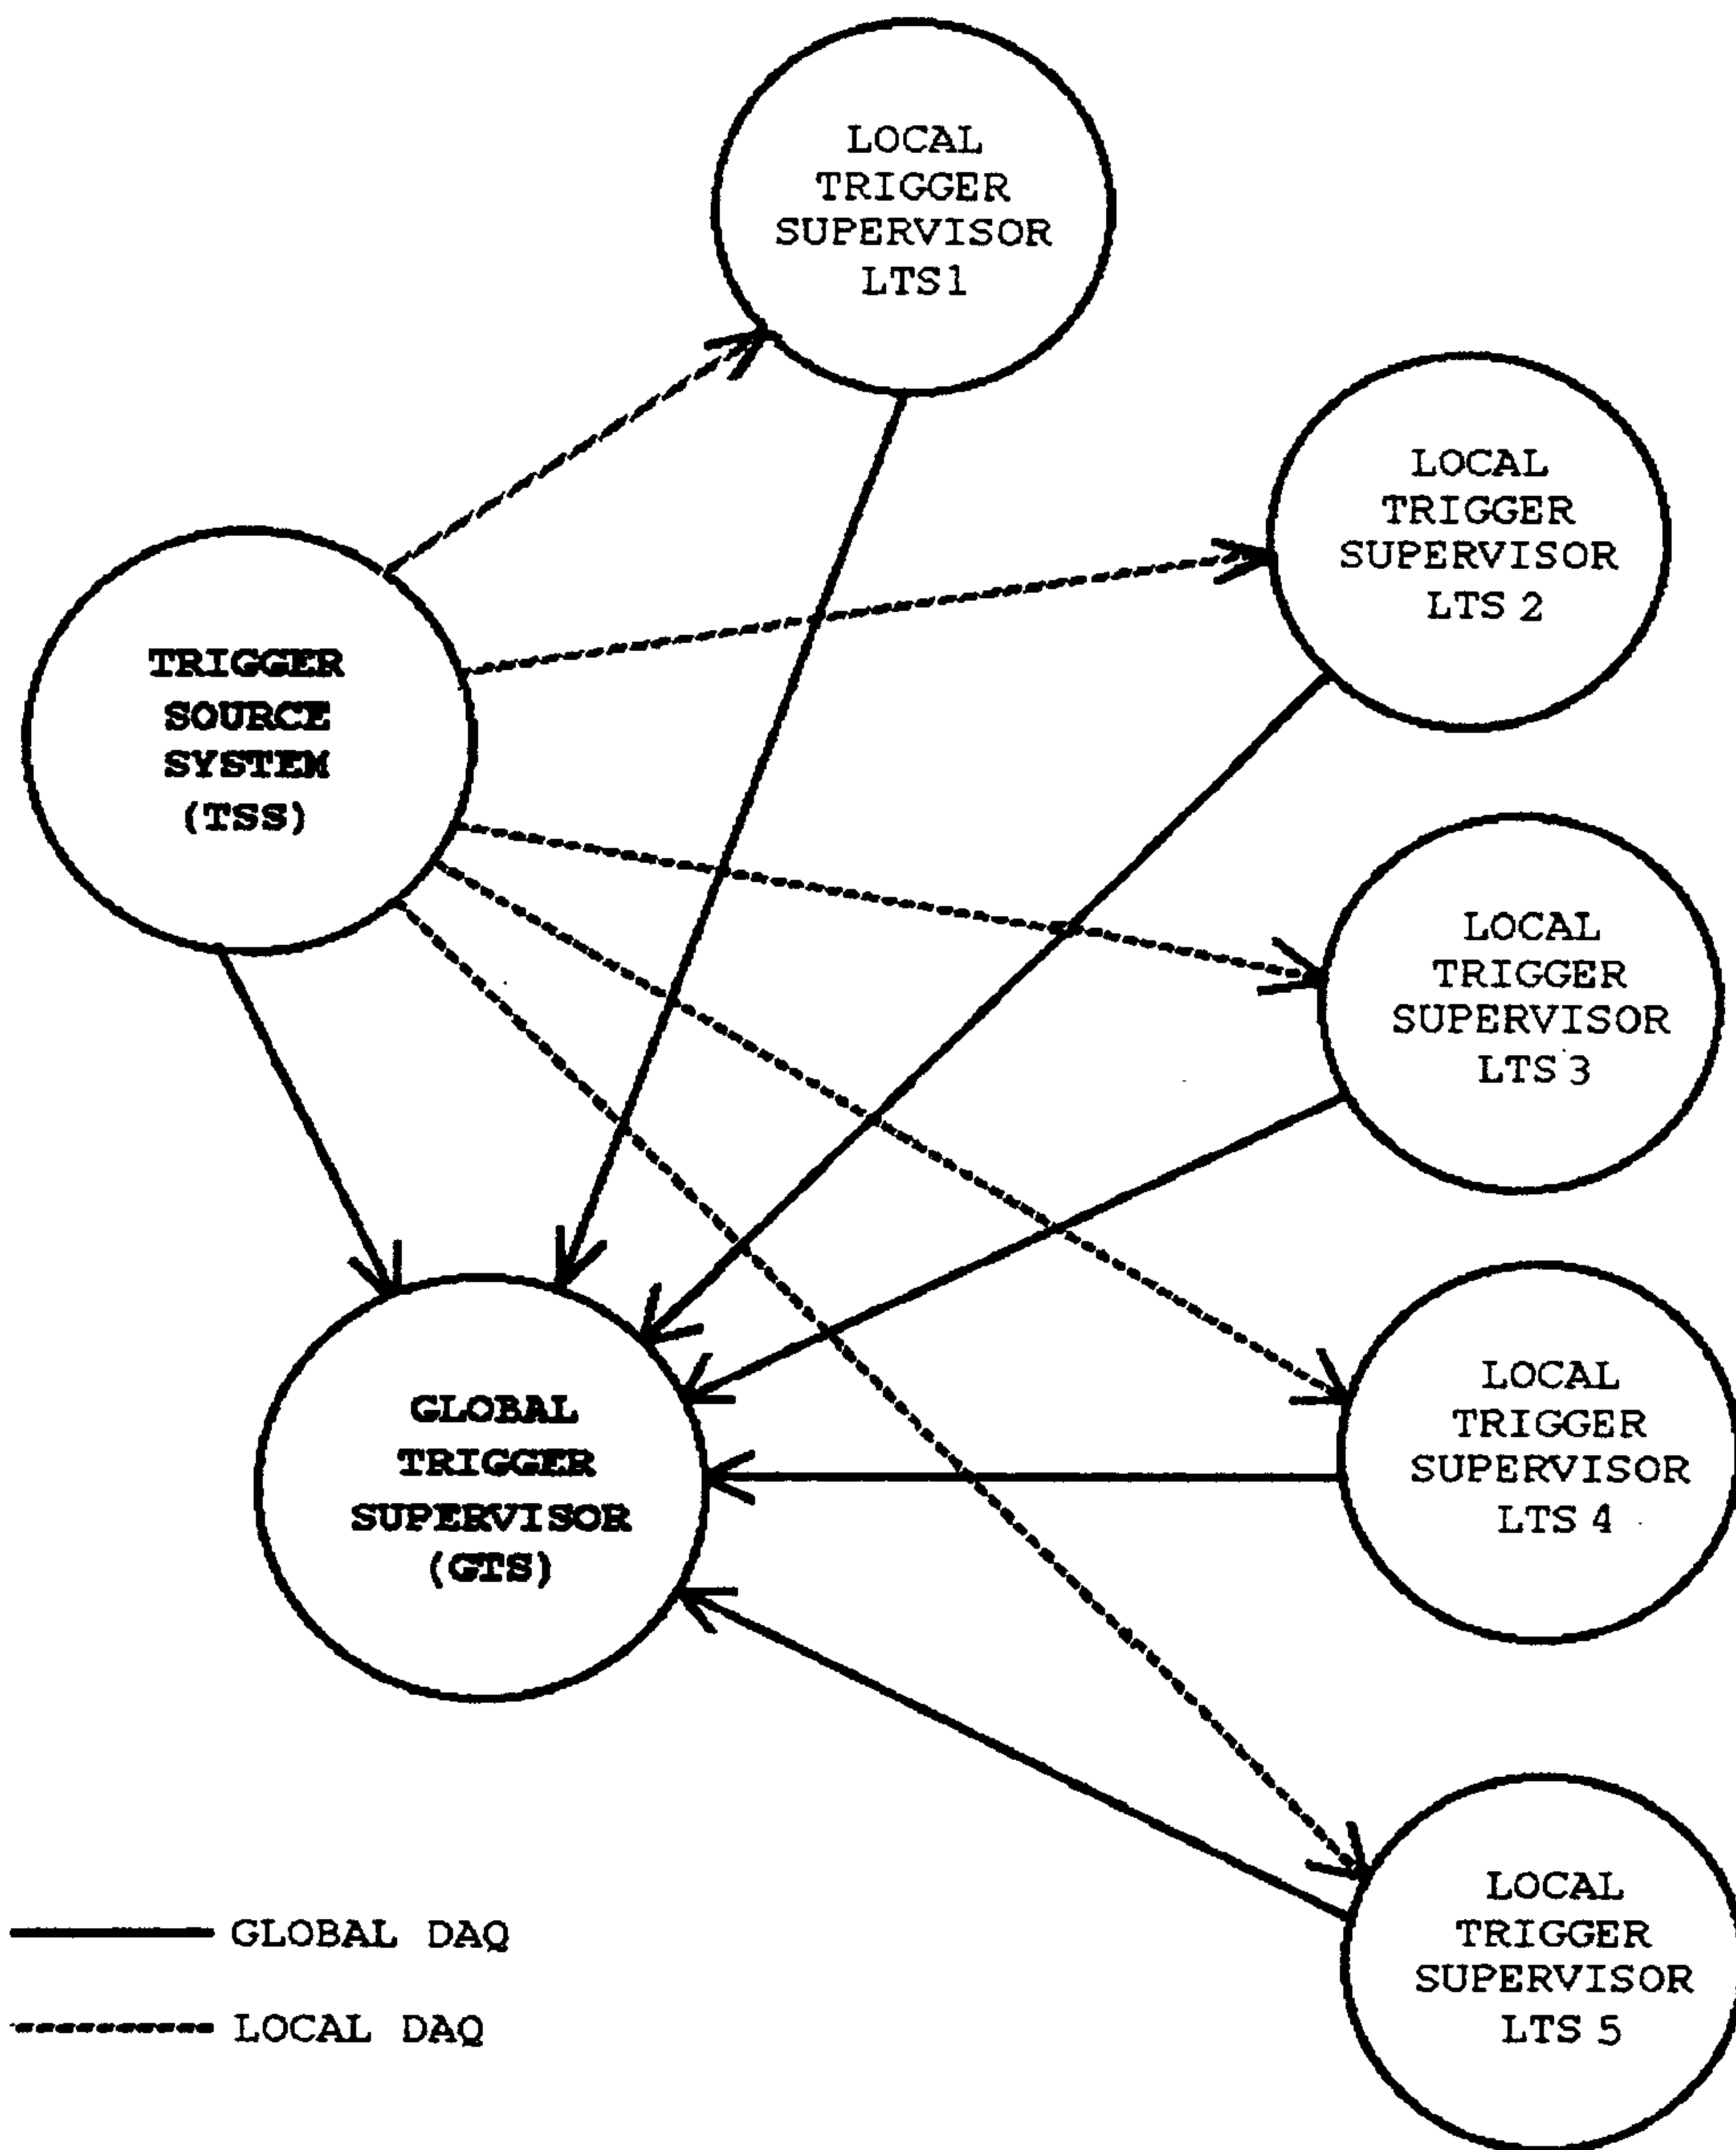 LOCAL
TRIGGER
SUPERVISOR
LTS1
LOCAL
TRIGGER
SUPERVISOR
LTS 2
TRIGGER
SOURCE
SYSTEM
(TSS)
LOCAL
TRIGGER
SUPERVISOR
LTS 3
LOCAL
TRIGGER
SUPERVISOR
LTS 4
GLOBAL
TRIGGER
SUPERVISOR
(GTS)
LOCAL
TRIGGER
SUPERVISOR
LTS 5
GLOBAL DAQ
LOCAL DAQ